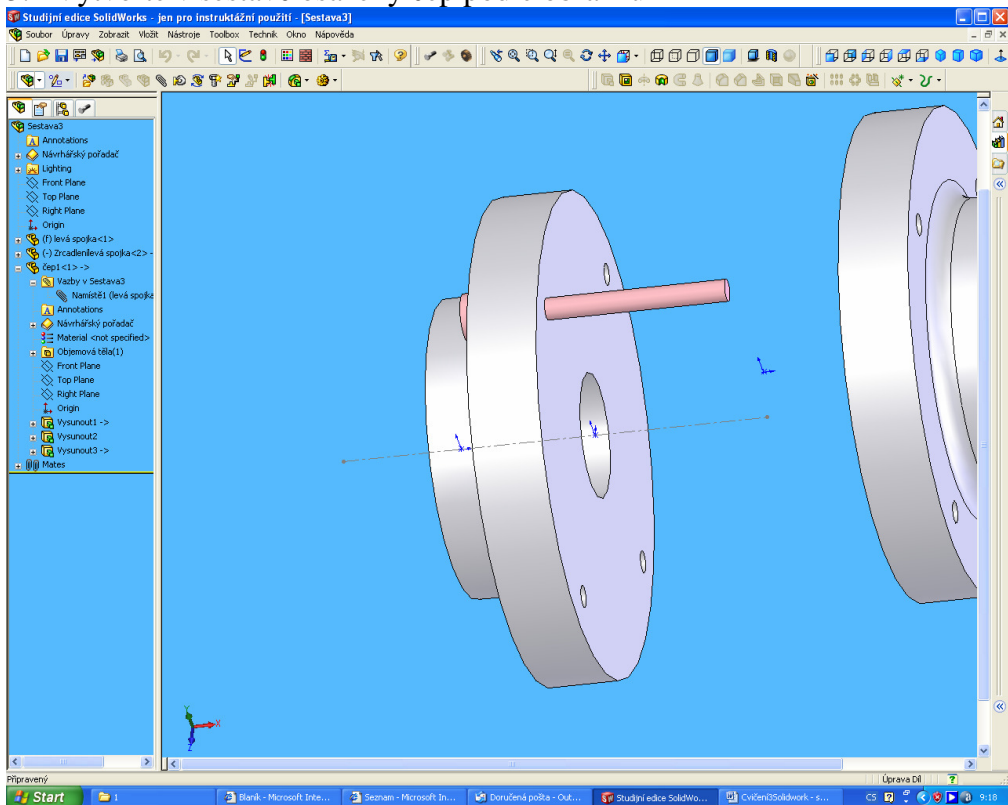 Studijní edice SolidWorks - jen pro instruktážní použití - [Sestava3]
Soubor Úpravy Zobrazit Vložit Nástroje Toolbox Technik Okno Nápověda
Sestava3
Annotations
Návrhářský pořadač
Lighting
Front Plane
Top Plane
Right Plane
Origin
(f) levá spojka<1>
(-) Zrcadlenílevá spojka<2> -
čep1<1> ->
Vazby v Sestava3
Namístě1 (levá spojka
Annotations
Návrhářský pořadač
Material <not specified>
Objemová těla(1)
Front Plane
Top Plane
Right Plane
Origin
Vysunout1 ->
Vysunout2
Vysunout3 ->
Mates
Y
X
Z
Připravený
Úprava Díl
Start
1
Blaník - Microsoft Inte...
Seznam - Microsoft In...
Doručená pošta - Out...
Studijní edice SolidWo...
Cvičení3Solidwork - s...
CS
9:18